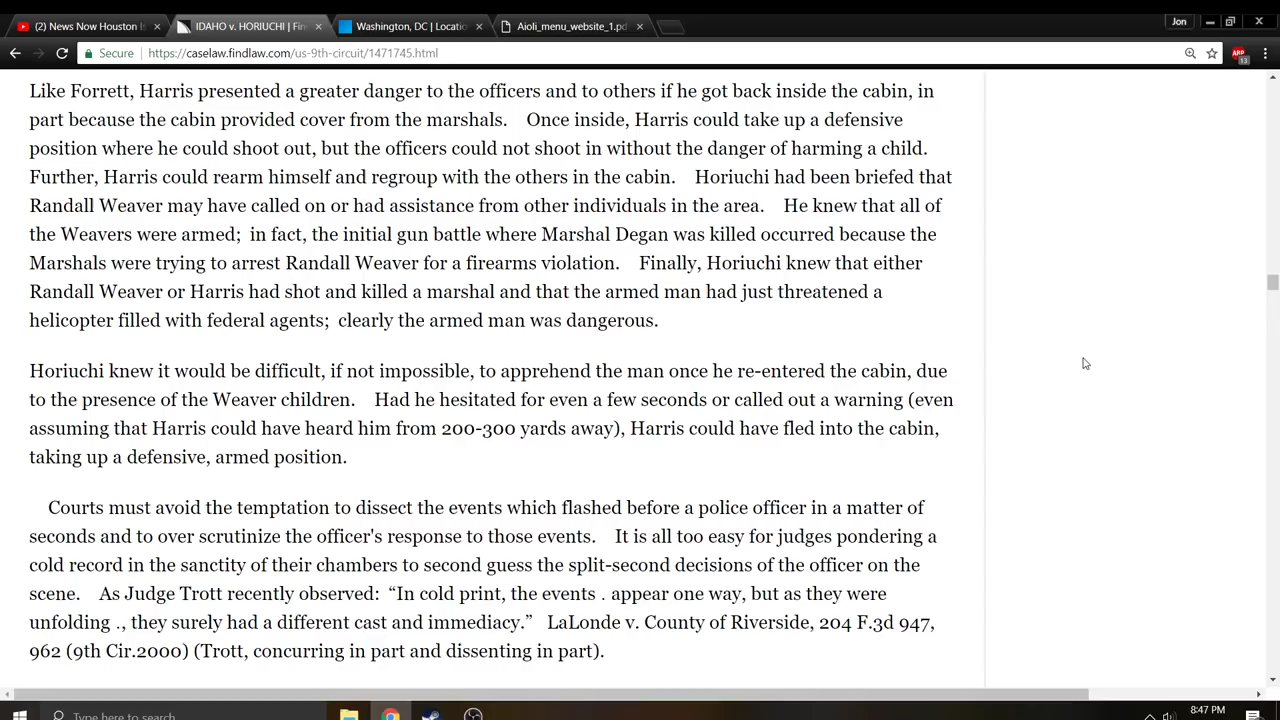 (2) News Now Houston Is
IDAHO v. HORIUCHI | Fin
Washington, DC | Locatio
Aioli_menu_website_1.pd
Jon
Secure
https://caselaw.findlaw.com/us-9th-circuit/1471745.html
ABP
13
Like Forrett, Harris presented a greater danger to the officers and to others if he got back inside the cabin, in
part because the cabin provided cover from the marshals. Once inside, Harris could take up a defensive
position where he could shoot out, but the officers could not shoot in without the danger of harming a child.
Further, Harris could rearm himself and regroup with the others in the cabin. Horiuchi had been briefed that
Randall Weaver may have called on or had assistance from other individuals in the area. He knew that all of
the Weavers were armed; in fact, the initial gun battle where Marshal Degan was killed occurred because the
Marshals were trying to arrest Randall Weaver for a firearms violation. Finally, Horiuchi knew that either
Randall Weaver or Harris had shot and killed a marshal and that the armed man had just threatened a
helicopter filled with federal agents; clearly the armed man was dangerous.
Horiuchi knew it would be difficult, if not impossible, to apprehend the man once he re-entered the cabin, due
to the presence of the Weaver children. Had he hesitated for even a few seconds or called out a warning (even
assuming that Harris could have heard him from 200-300 yards away), Harris could have fled into the cabin,
taking up a defensive, armed position.
Courts must avoid the temptation to dissect the events which flashed before a police officer in a matter of
seconds and to over scrutinize the officer's response to those events. It is all too easy for judges pondering a
cold record in the sanctity of their chambers to second guess the split-second decisions of the officer on the
scene. As Judge Trott recently observed: “In cold print, the events . appear one way, but as they were
unfolding ., they surely had a different cast and immediacy.” LaLonde v. County of Riverside, 204 F.3d 947,
962 (9th Cir.2000) (Trott, concurring in part and dissenting in part).
Type here to search
8:47 PM